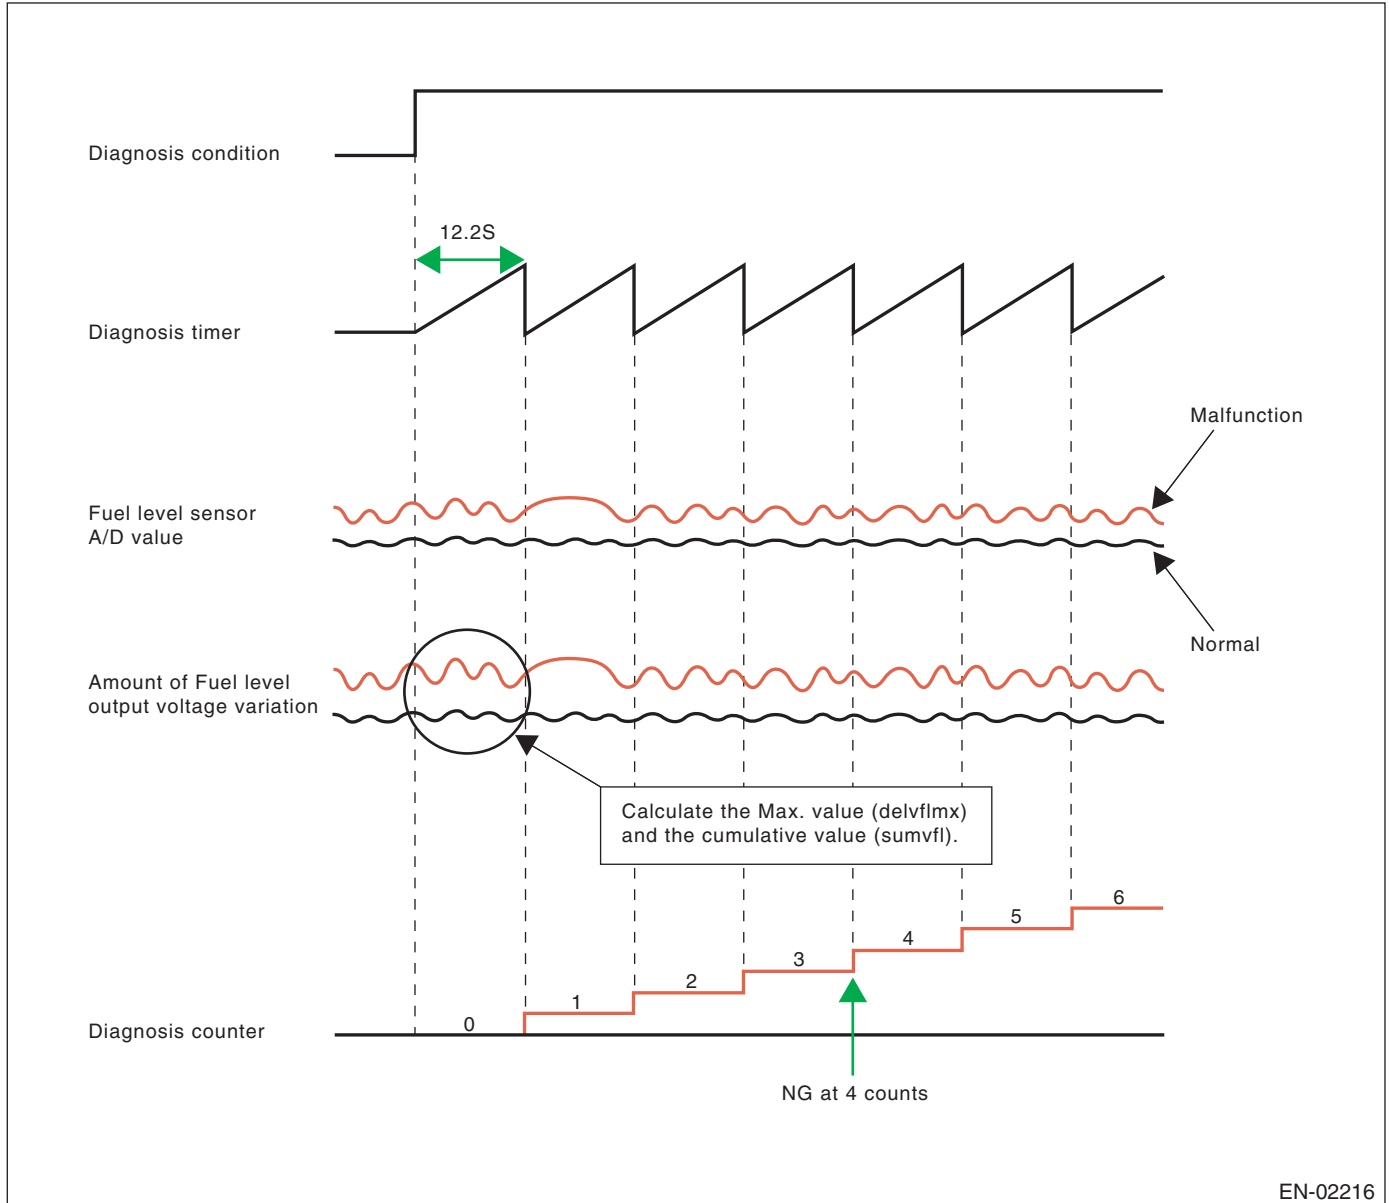 Diagnosis condition
12.2S
Diagnosis timer
Malfunction
Fuel level sensor
A/D value
Normal
Amount of Fuel level
output voltage variation
Calculate the Max. value (delvflmx)
and the cumulative value (sumvfl).
6
5
4
3
2
1
0
Diagnosis counter
NG at 4 counts
EN-02216